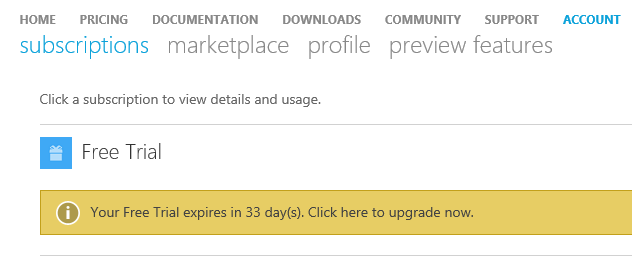 HOME PRICING DOCUMENTATION DOWNLOADS COMMUNITY SUPPORT ACCOUNT
subscriptions marketplace profile preview features
Click a subscription to view details and usage.
Free Trial
Your Free Trial expires in 33 day(s). Click here to upgrade now.